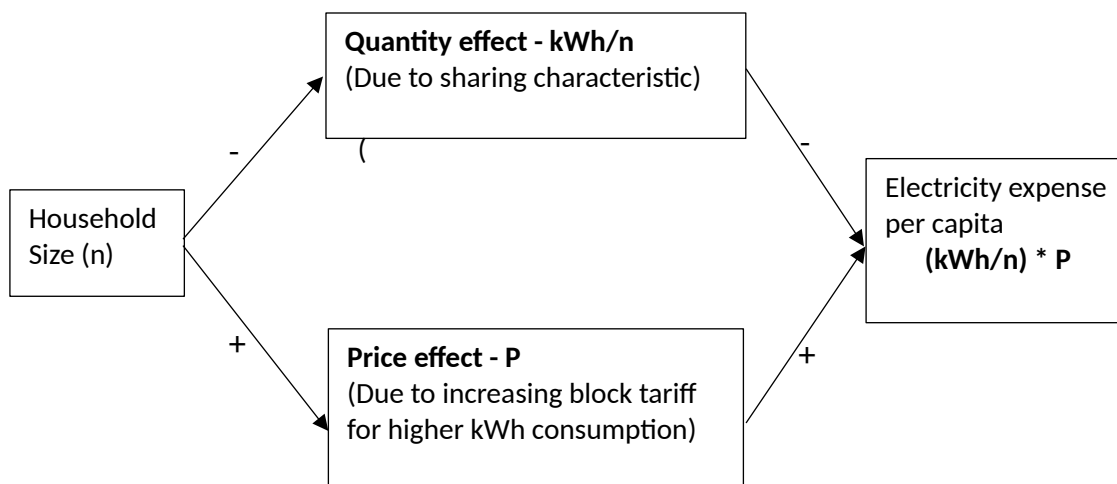 Quantity effect - kWh/n
(Due to sharing characteristic)
(
-
-
Household
Size (n)
Electricity expense
per capita
(kWh/n) * P
+
+
Price effect - P
(Due to increasing block tariff
for higher kWh consumption)